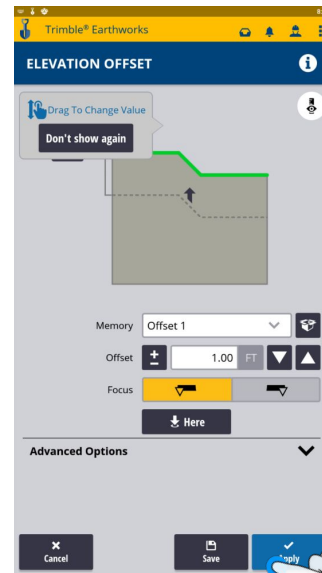 Trimble® Earthworks
ELEVATION OFFSET
Drag To Change Value
Don't show again
Memory
Offset 1
Offset
1.00
FT
Focus
Here
Advanced Options
Cancel
Save
Apply